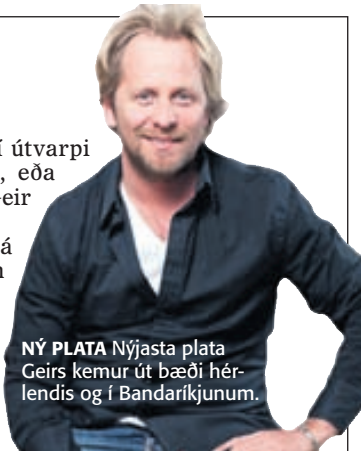 í útvarpi
, eða
eir
á
NÝ PLATA Nýjasta plata
Geirs kemur út bæði hér-
lendis og í Bandaríkjunum.